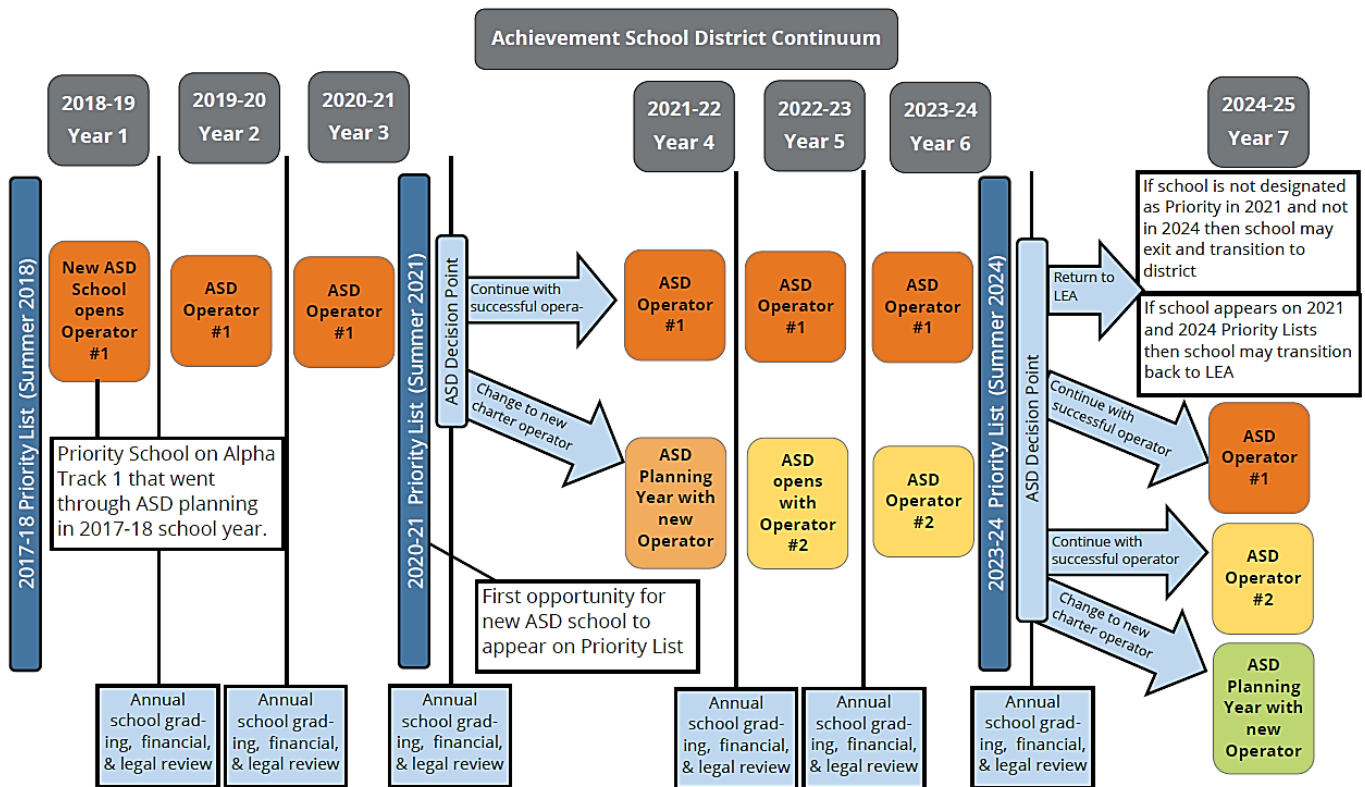 Achievement School District Continuum
2018-19
Year 1
2019-20
Year 2
2020-21
Year 3
2021-22
Year 4
2022-23
Year 5
2023-24
Year 6
2024-25
Year 7
2017-18 Priority List (Summer 2018)
New ASD
School
opens
Operator
#1
ASD
Operator
#1
ASD
Operator
#1
Priority School on Alpha
Track 1 that went
through ASD planning
in 2017-18 school year.
2020-21 Priority List (Summer 2021)
ASD Decision Point
Continue with
successful opera-
Change to new
charter operator
First opportunity for
new ASD school to
appear on Priority List
ASD
Operator
#1
ASD
Operator
#1
ASD
Operator
#1
ASD
Planning
Year with
new
Operator
ASD
opens
with
Operator
#2
ASD
Operator
#2
2023-24 Priority List (Summer 2024)
ASD Decision Point
Return to
LEA
If school is not designated
as Priority in 2021 and not
in 2024 then school may
exit and transition to
district
If school appears on 2021
and 2024 Priority Lists
then school may transition
back to LEA
Continue with
successful operator
ASD
Operator
#1
Continue with
successful operator
ASD
Operator
#2
Change to new
charter operator
ASD
Planning
Year with
new
Operator
Annual
school grad-
ing, financial,
& legal review
Annual
school grad-
ing, financial,
& legal review
Annual
school grad-
ing, financial,
& legal review
Annual
school grad-
ing, financial,
& legal review
Annual
school grad-
ing, financial,
& legal review
Annual
school grad-
ing, financial,
& legal review